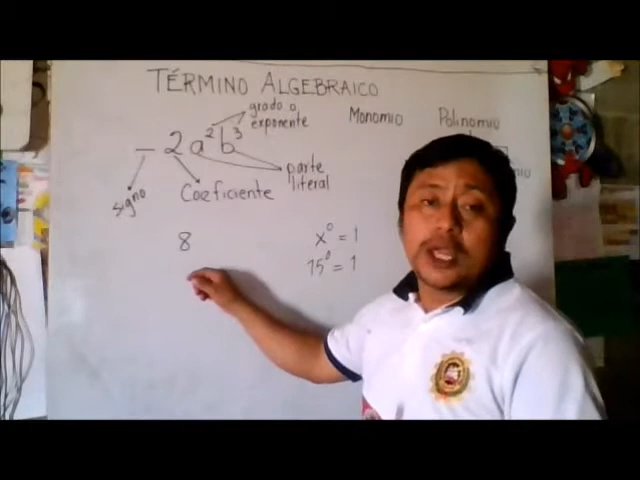 TÉRMINO ALGEBRAICO
grado o
exponente
Monomio
Polinomio
- 2a²b³
parte
literal
signo
Coeficiente
8
x⁰ = 1
75⁰ = 1